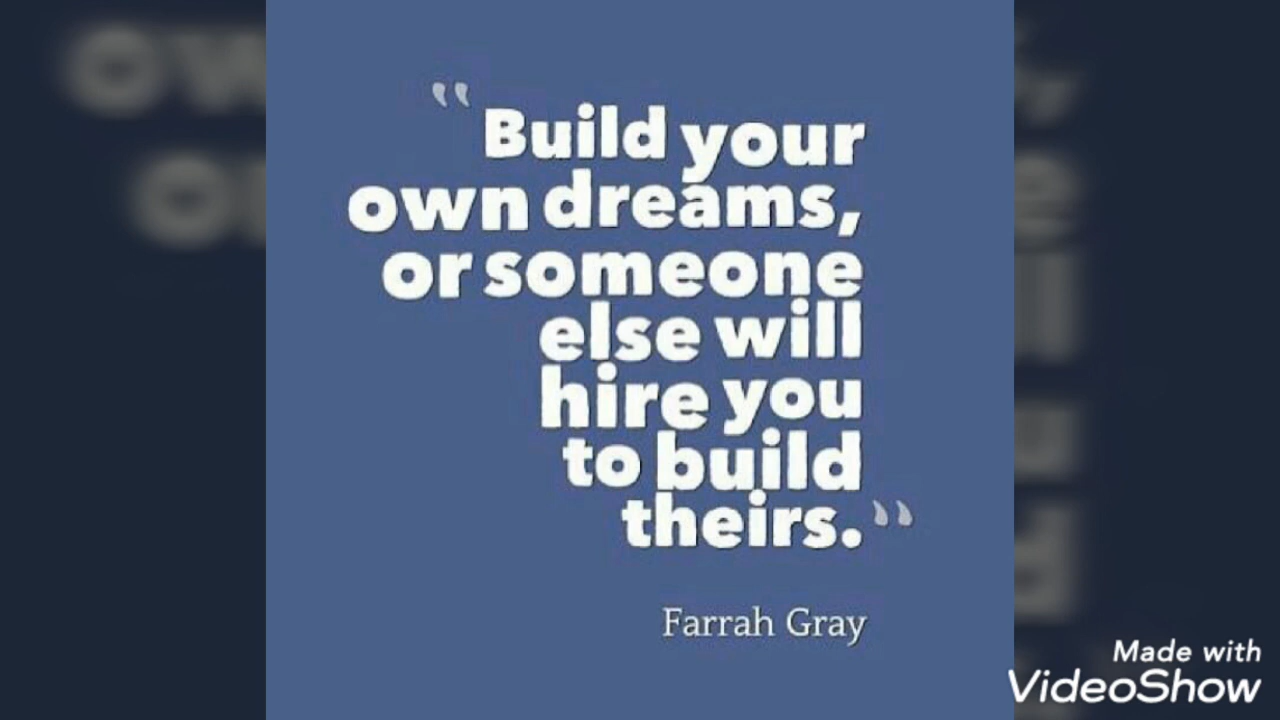 “Build your
own dreams,
or someone
else will
hire you
to build
theirs.”
Farrah Gray
Made with
VideoShow